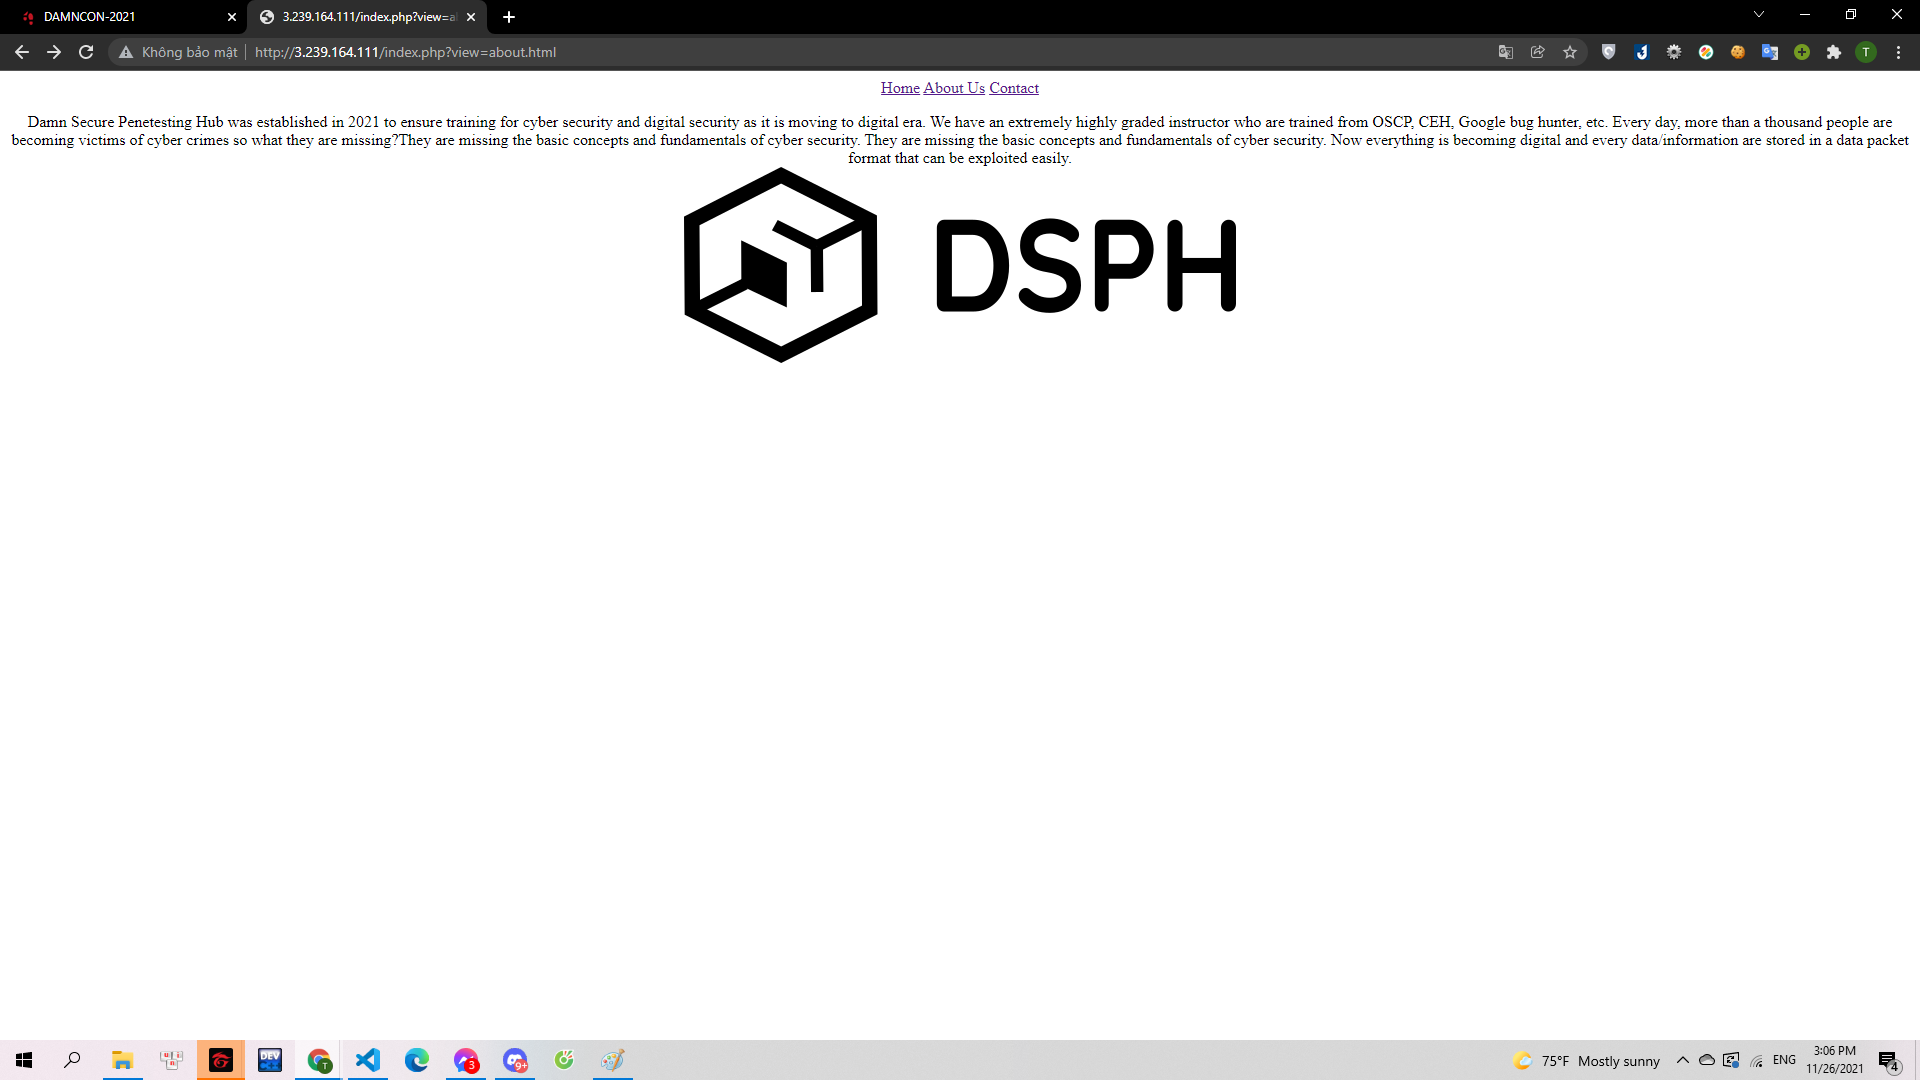 DAMNCON-2021
3.239.164.111/index.php?view=a
Không bảo mật
http://3.239.164.111/index.php?view=about.html
T
Home About Us Contact
Damn Secure Penetesting Hub was established in 2021 to ensure training for cyber security and digital security as it is moving to digital era. We have an extremely highly graded instructor who are trained from OSCP, CEH, Google bug hunter, etc. Every day, more than a thousand people are
becoming victims of cyber crimes so what they are missing?They are missing the basic concepts and fundamentals of cyber security. They are missing the basic concepts and fundamentals of cyber security. Now everything is becoming digital and every data/information are stored in a data packet
format that can be exploited easily.
DSPH
DEV
T
3
9+
75°F Mostly sunny
ENG
3:06 PM
11/26/2021
4